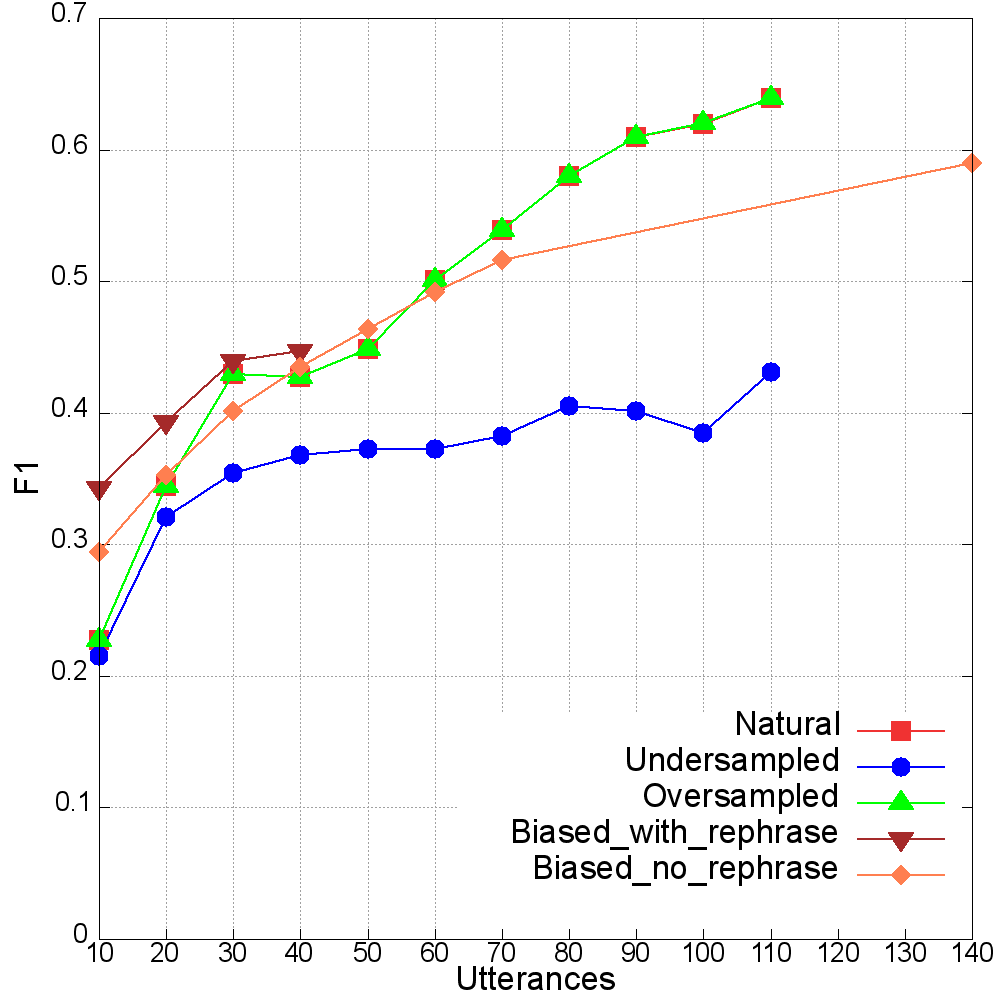 0.7
0.6
0.5
0.4
0.3
0.2
0.1
0
F1
10 20 30 40 50 60 70 80 90 100 110 120 130 140
Utterances
Natural
Undersampled
Oversampled
Biased_with_rephrase
Biased_no_rephrase